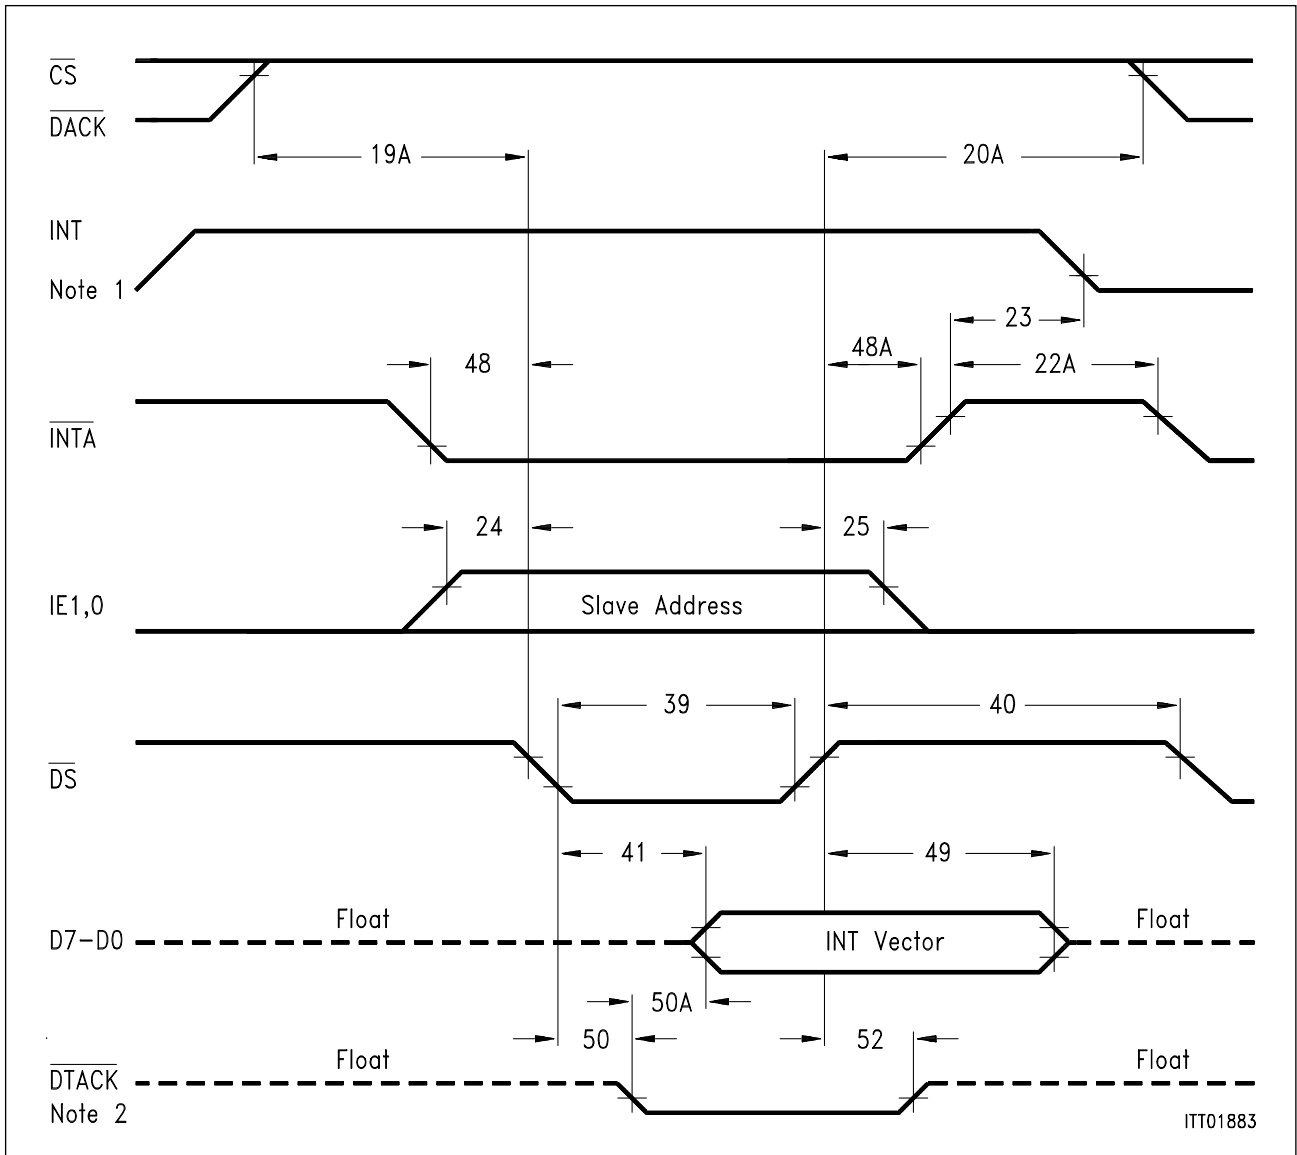 CS
DACK
19A
20A
INT
Note 1
23
48
48A
22A
INTA
24
25
IE1,0
Slave Address
39
40
DS
41
49
Float
Float
D7-D0
INT Vector
50A
50
52
Float
Float
DTACK
Note 2
ITT01883